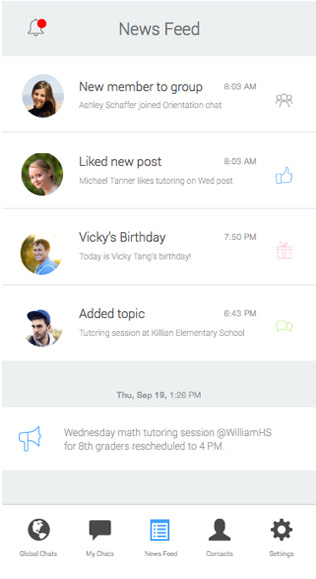 News Feed
New member to group 8:03 AM
Ashley Schaffer joined Orientation chat
Liked new post 8:03 AM
Michael Tanner likes tutoring on Wed post
Vicky's Birthday 7:50 PM
Today is Vicky Tang's birthday!
Added topic 6:43 PM
Tutoring session at Killian Elementary School
Thu, Sep 19, 1:26 PM
Wednesday math tutoring session @WilliamHS
for 8th graders rescheduled to 4 PM.
Global Chats My Chats News Feed Contacts Settings